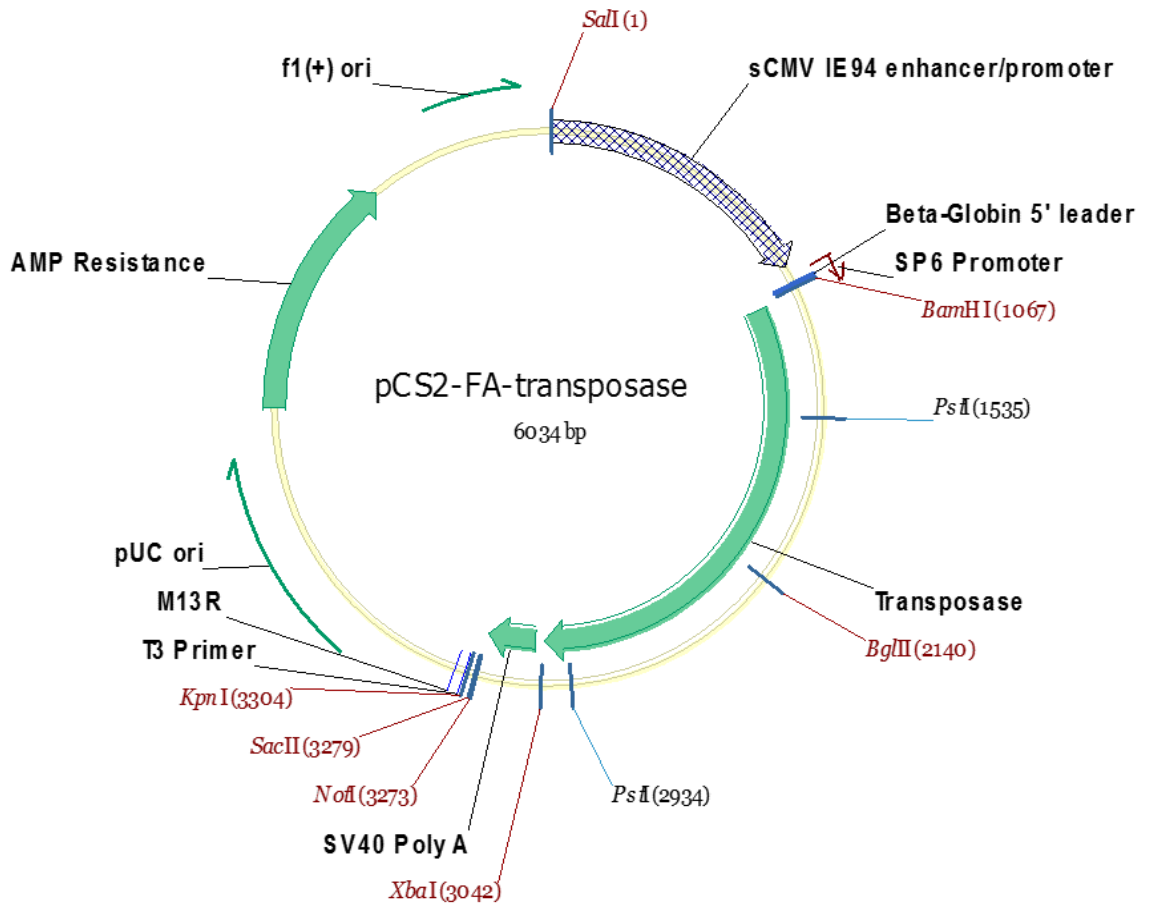 SalI(1)
f1(+) ori
sCMV IE94 enhancer/promoter
Beta-Globin 5' leader
AMP Resistance
SP6 Promoter
BamHI(1067)
pCS2-FA-transposase
PstI(1535)
6034 bp
pUC ori
M13R
Transposase
T3 Primer
BglII(2140)
KpnI(3304)
SacII(3279)
NotI(3273)
PstI(2934)
SV40 Poly A
XbaI(3042)